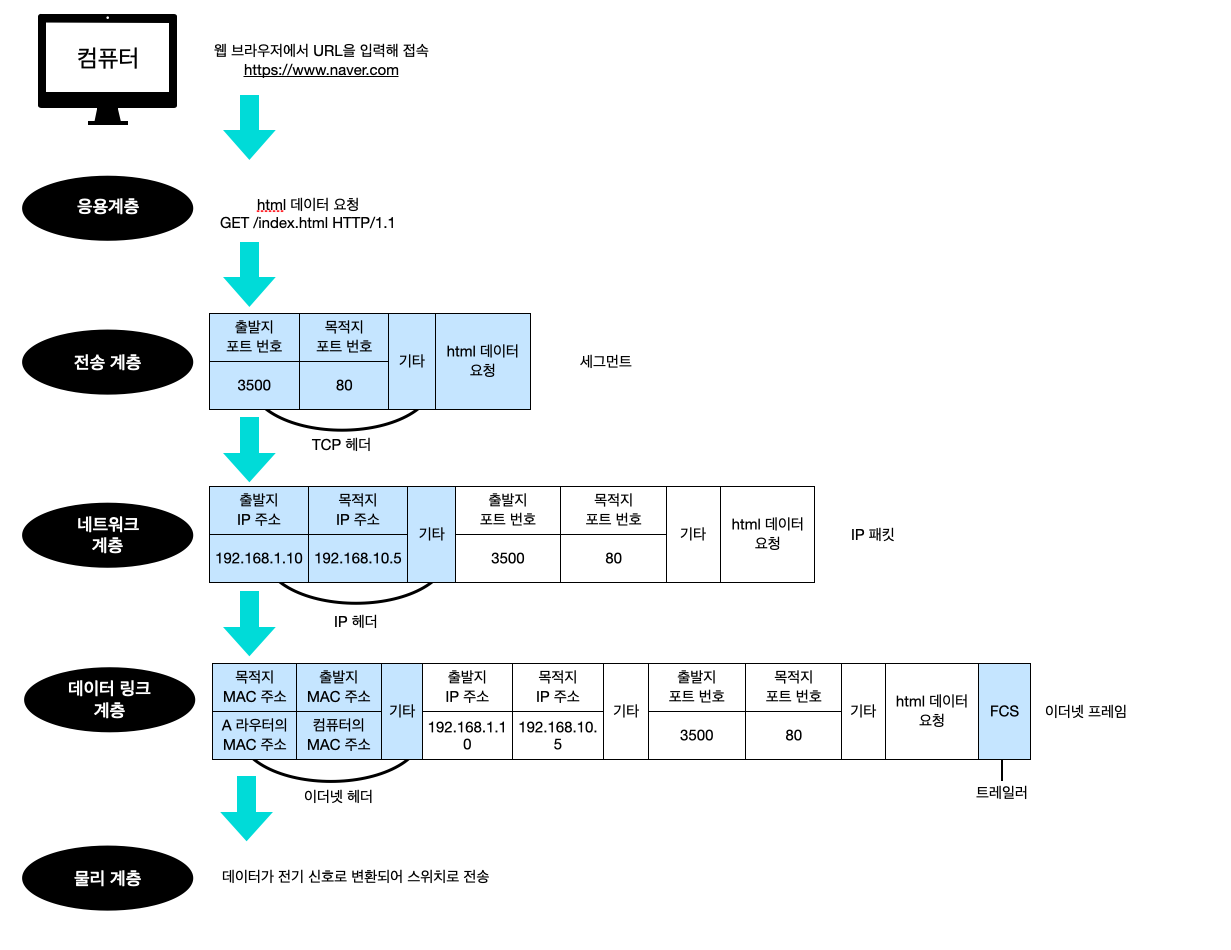 컴퓨터
웹 브라우저에서 URL을 입력해 접속
https://www.naver.com
응용계층
html 데이터 요청
GET /index.html HTTP/1.1
전송 계층
출발지
포트 번호
목적지
포트 번호
기타
html 데이터
요청
3500
80
세그먼트
TCP 헤더
네트워크
계층
출발지
IP 주소
목적지
IP 주소
기타
출발지
포트 번호
목적지
포트 번호
기타
html 데이터
요청
192.168.1.10
192.168.10.5
3500
80
IP 패킷
IP 헤더
데이터 링크
계층
목적지
MAC 주소
출발지
MAC 주소
기타
출발지
IP 주소
목적지
IP 주소
기타
출발지
포트 번호
목적지
포트 번호
기타
html 데이터
요청
FCS
A 라우터의
MAC 주소
컴퓨터의
MAC 주소
192.168.1.1
0
192.168.10.
5
3500
80
이더넷 프레임
이더넷 헤더
트레일러
물리 계층
데이터가 전기 신호로 변환되어 스위치로 전송